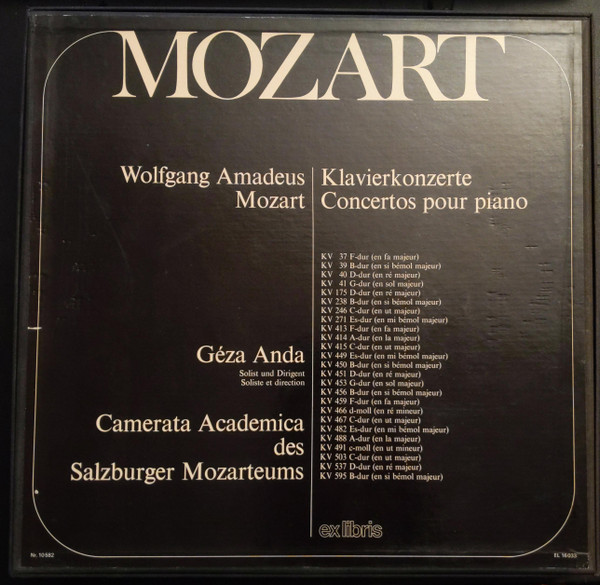 MOZART
Wolfgang Amadeus
Mozart
Klavierkonzerte
Concertos pour piano
KV 37 F-dur (en fa majeur)
KV 39 B-dur (en si bémol majeur)
KV 40 D-dur (en ré majeur)
KV 41 G-dur (en sol majeur)
KV 175 D-dur (en ré majeur)
KV 238 B-dur (en si bémol majeur)
KV 246 C-dur (en ut majeur)
KV 271 Es-dur (en mi bémol majeur)
KV 413 F-dur (en fa majeur)
KV 414 A-dur (en la majeur)
KV 415 C-dur (en ut majeur)
KV 449 Es-dur (en mi bémol majeur)
KV 450 B-dur (en si bémol majeur)
KV 451 D-dur (en ré majeur)
KV 453 G-dur (en sol majeur)
KV 456 B-dur (en si bémol majeur)
KV 459 F-dur (en fa majeur)
KV 466 d-moll (en ré mineur)
KV 467 C-dur (en ut majeur)
KV 482 Es-dur (en mi bémol majeur)
KV 488 A-dur (en la majeur)
KV 491 c-moll (en ut mineur)
KV 503 C-dur (en ut majeur)
KV 537 D-dur (en ré majeur)
KV 595 B-dur (en si bémol majeur)
Géza Anda
Solist und Dirigent
Soliste et direction
Camerata Academica
des
Salzburger Mozarteums
ex libris
Nr. 10 582
EL